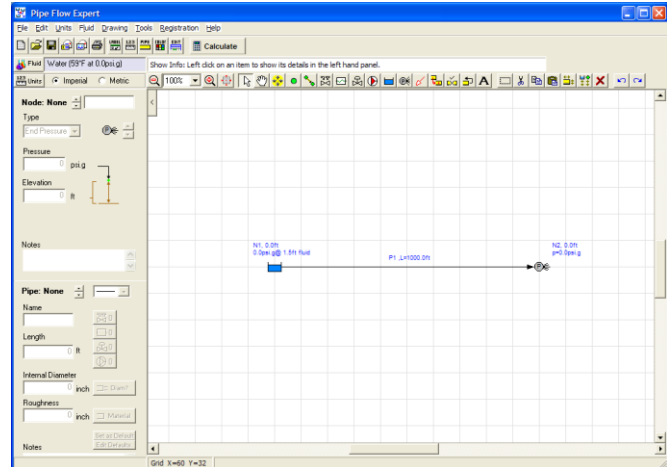 Pipe Flow Expert
File Edit Units Fluid Drawing Tools Registration Help
Calculate
Fluid Water (59°F at 0.0psi.g) Show Info: Left click on an item to show its details in the left hand panel.
Units Imperial Metric 100% A
Node: None
Type
End Pressure
Pressure
0 psi.g
Elevation
0 ft
Notes
N1, 0.0ft
0.0psi.g@ 1.5ft fluid
P1 ,L=1000.0ft
N2, 0.0ft
p=0.0psi.g
Pipe: None
Name
0
0
Length
0 ft
0
0
Internal Diameter
0 inch Diam?
Roughness
0 inch Material
Set as Default
Notes Edit Defaults
Grid X=60 Y=32